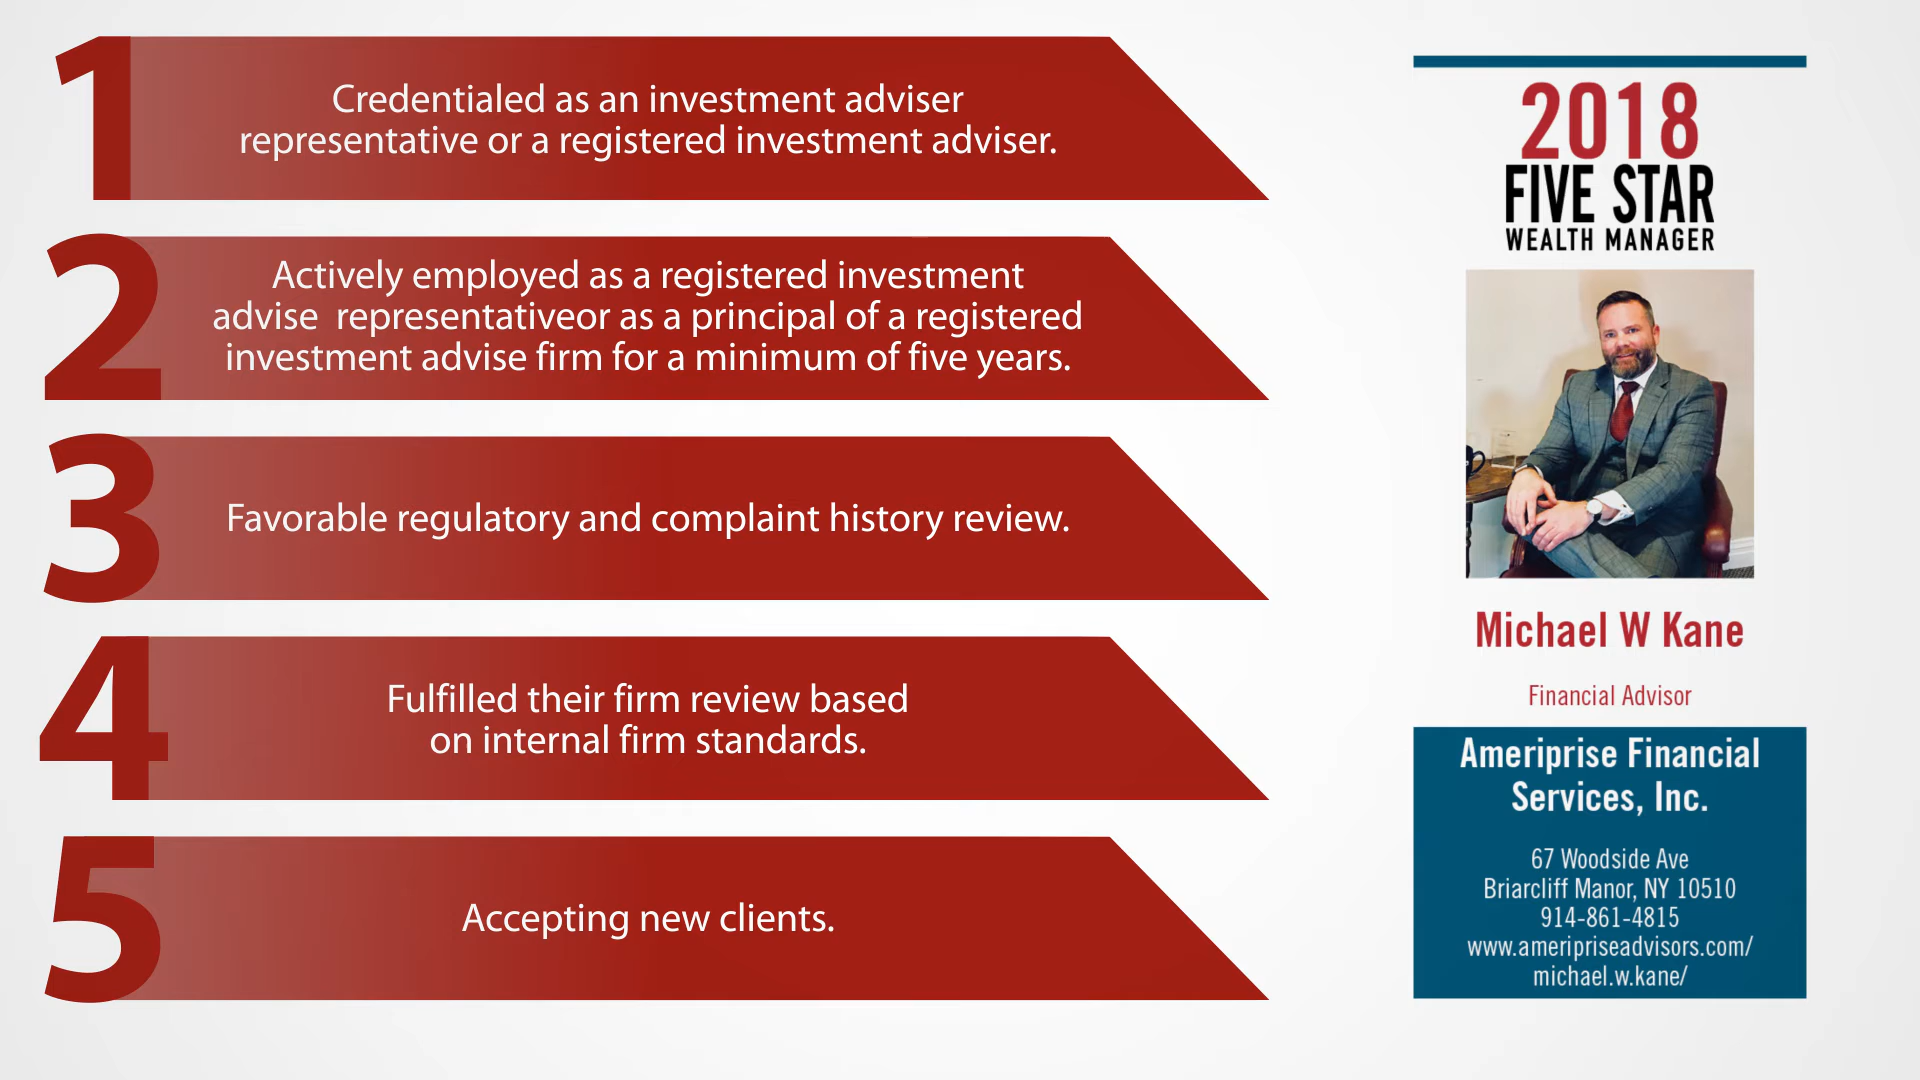 1
Credentialed as an investment adviser
representative or a registered investment adviser.
2
Actively employed as a registered investment
advise  representativeor as a principal of a registered
investment advise firm for a minimum of five years.
3
Favorable regulatory and complaint history review.
4
Fulfilled their firm review based
on internal firm standards.
5
Accepting new clients.
2018
FIVE STAR
WEALTH MANAGER
Michael W Kane
Financial Advisor
Ameriprise Financial
Services, Inc.
67 Woodside Ave
Briarcliff Manor, NY 10510
914-861-4815
www.ameripriseadvisors.com/
michael.w.kane/